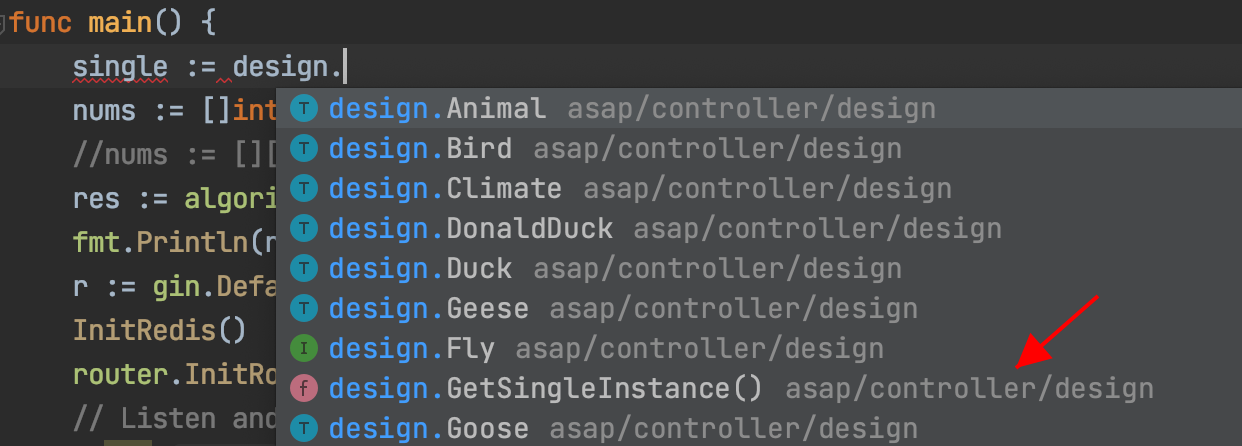 func main() {
single := design.
nums := []int
//nums := [][
res := algori
fmt.Println(r
r := gin.Defa
InitRedis()
router.InitRo
// Listen and
T design.Animal asap/controller/design
T design.Bird asap/controller/design
T design.Climate asap/controller/design
T design.DonaldDuck asap/controller/design
T design.Duck asap/controller/design
T design.Geese asap/controller/design
I design.Fly asap/controller/design
f design.GetSingleInstance() asap/controller/design
T design.Goose asap/controller/design